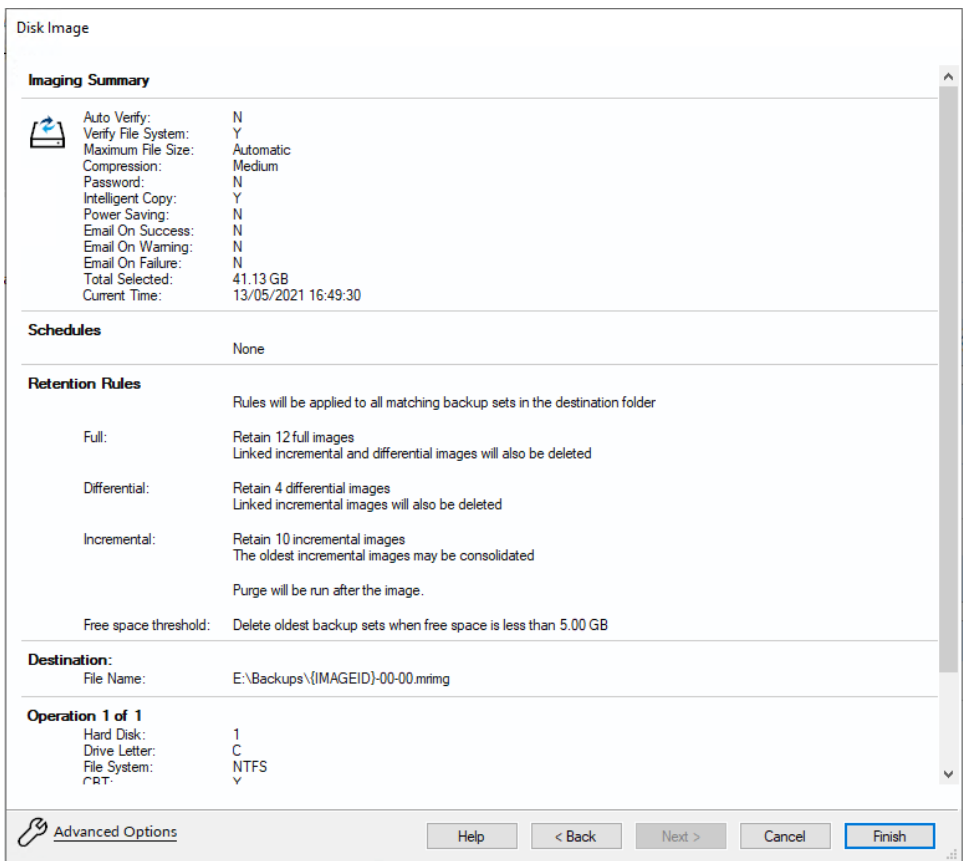 Disk Image
Imaging Summary
Auto Verify: N
Verify File System: Y
Maximum File Size: Automatic
Compression: Medium
Password: N
Intelligent Copy: Y
Power Saving: N
Email On Success: N
Email On Warning: N
Email On Failure: N
Total Selected: 41.13 GB
Current Time: 13/05/2021 16:49:30
Schedules
None
Retention Rules
Rules will be applied to all matching backup sets in the destination folder
Full: Retain 12 full images
Linked incremental and differential images will also be deleted
Differential: Retain 4 differential images
Linked incremental images will also be deleted
Incremental: Retain 10 incremental images
The oldest incremental images may be consolidated
Purge will be run after the image.
Free space threshold: Delete oldest backup sets when free space is less than 5.00 GB
Destination:
File Name: E:\Backups\{IMAGEID}-00-00.mrimg
Operation 1 of 1
Hard Disk: 1
Drive Letter: C
File System: NTFS
CBT: Y
Advanced Options
Help
< Back
Next >
Cancel
Finish